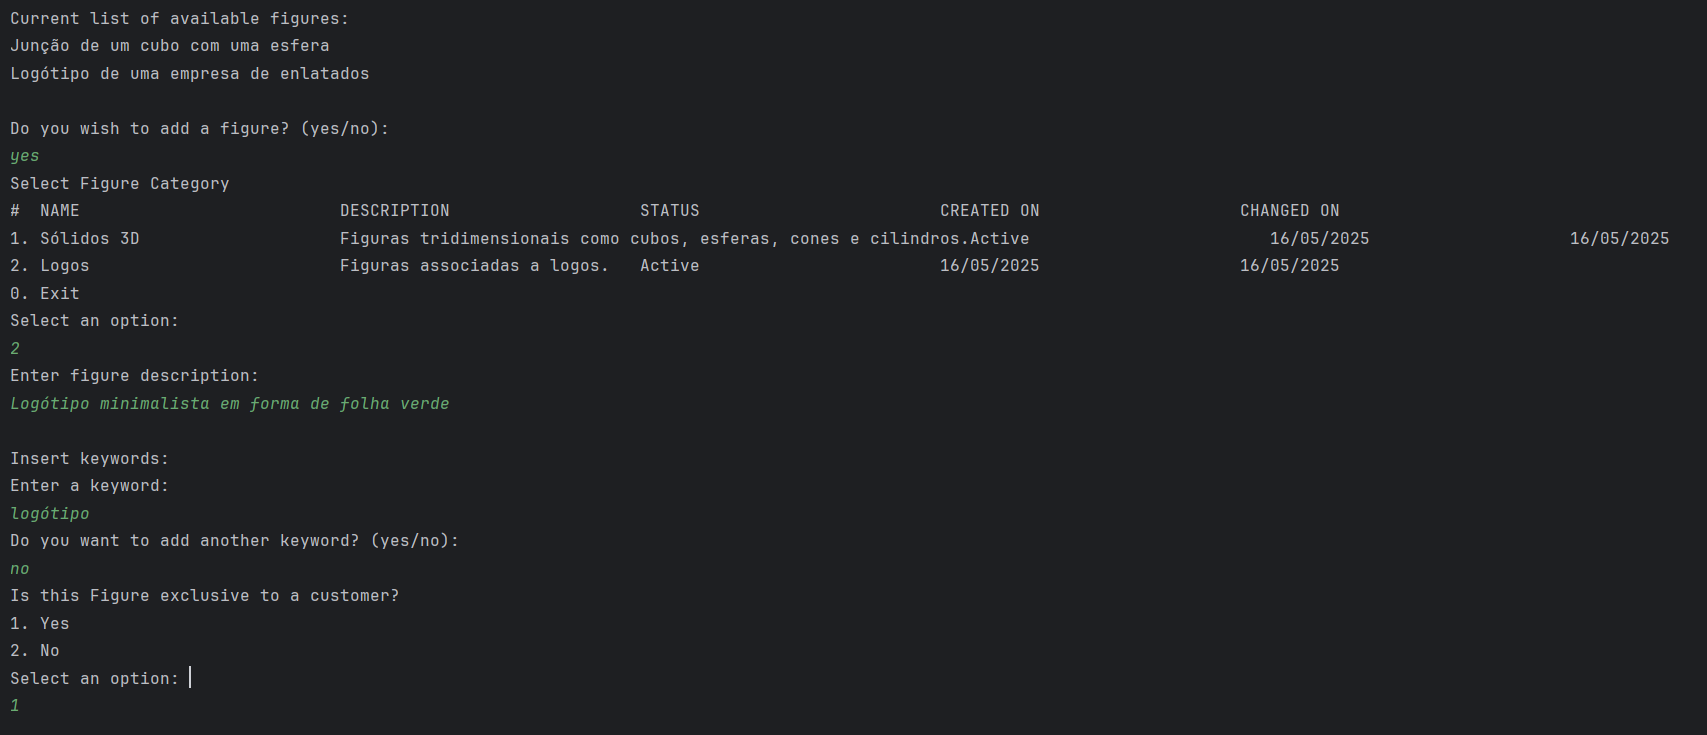 Current list of available figures:
Junção de um cubo com uma esfera
Logótipo de uma empresa de enlatados
Do you wish to add a figure? (yes/no):
yes
Select Figure Category
#  NAME                          DESCRIPTION                   STATUS                        CREATED ON                    CHANGED ON
1. Sólidos 3D                    Figuras tridimensionais como cubos, esferas, cones e cilindros.Active                        16/05/2025                    16/05/2025
2. Logos                         Figuras associadas a logos.   Active                        16/05/2025                    16/05/2025
0. Exit
Select an option:
2
Enter figure description:
Logótipo minimalista em forma de folha verde
Insert keywords:
Enter a keyword:
logótipo
Do you want to add another keyword? (yes/no):
no
Is this Figure exclusive to a customer?
1. Yes
2. No
Select an option:
1